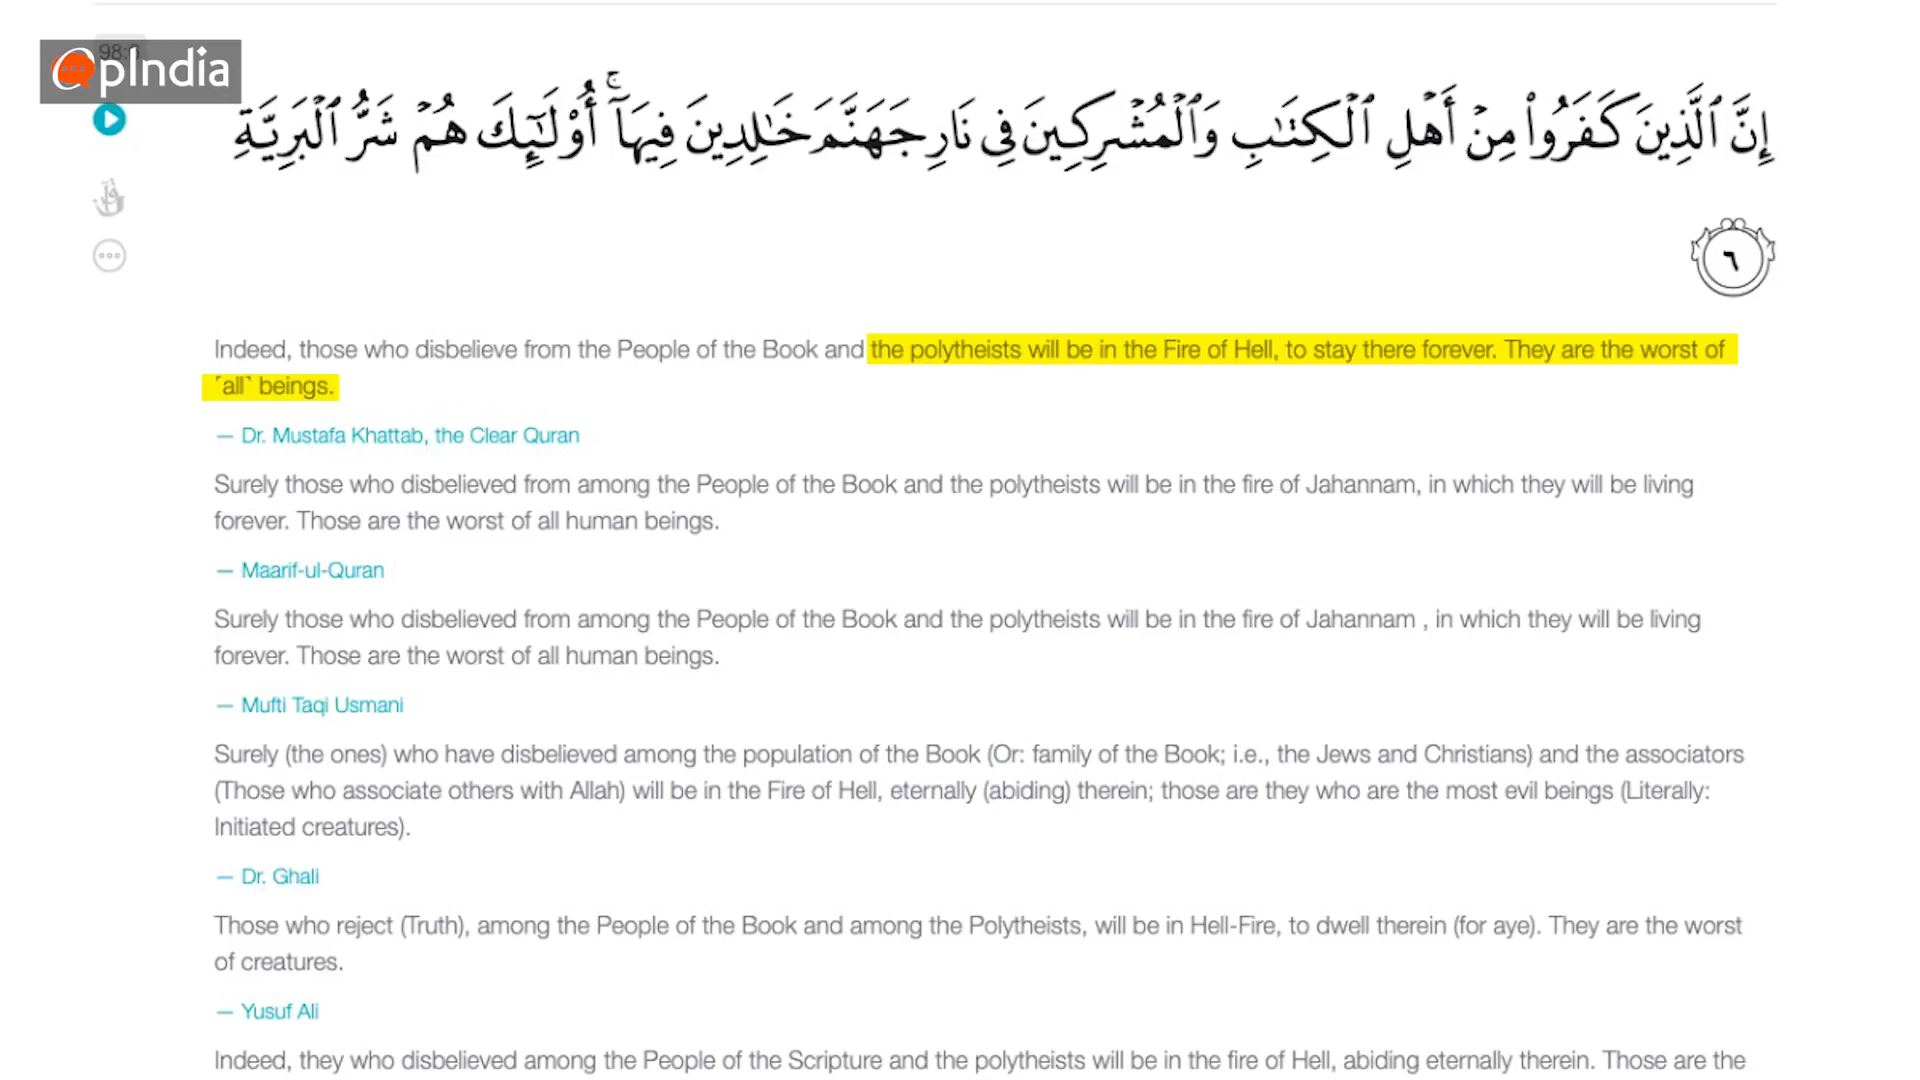 98:6
OpIndia
إِنَّ ٱلَّذِينَ كَفَرُوا۟ مِنْ أَهْلِ ٱلْكِتَـٰبِ وَٱلْمُشْرِكِينَ فِى نَارِ جَهَنَّمَ خَـٰلِدِينَ فِيهَآ ۚ أُو۟لَـٰٓئِكَ هُمْ شَرُّ ٱلْبَرِيَّةِ
٦
Indeed, those who disbelieve from the People of the Book and the polytheists will be in the Fire of Hell, to stay there forever. They are the worst of
˹all˺ beings.
— Dr. Mustafa Khattab, the Clear Quran
Surely those who disbelieved from among the People of the Book and the polytheists will be in the fire of Jahannam, in which they will be living
forever. Those are the worst of all human beings.
— Maarif-ul-Quran
Surely those who disbelieved from among the People of the Book and the polytheists will be in the fire of Jahannam , in which they will be living
forever. Those are the worst of all human beings.
— Mufti Taqi Usmani
Surely (the ones) who have disbelieved among the population of the Book (Or: family of the Book; i.e., the Jews and Christians) and the associators
(Those who associate others with Allah) will be in the Fire of Hell, eternally (abiding) therein; those are they who are the most evil beings (Literally:
Initiated creatures).
— Dr. Ghali
Those who reject (Truth), among the People of the Book and among the Polytheists, will be in Hell-Fire, to dwell therein (for aye). They are the worst
of creatures.
— Yusuf Ali
Indeed, they who disbelieved among the People of the Scripture and the polytheists will be in the fire of Hell, abiding eternally therein. Those are the